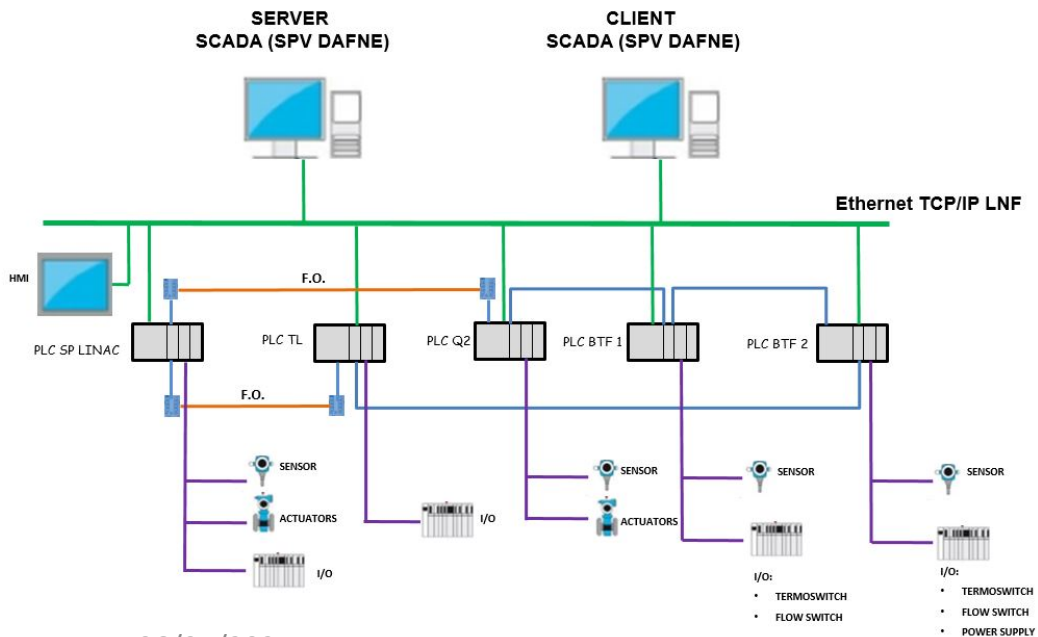 SERVER
SCADA (SPV DAFNE)
CLIENT
SCADA (SPV DAFNE)
Ethernet TCP/IP LNF
HMI
F.O.
PLC SP LINAC
PLC TL
PLC Q2
PLC BTF 1
PLC BTF 2
F.O.
SENSOR
ACTUATORS
I/O
I/O
SENSOR
ACTUATORS
SENSOR
I/O:
• TERMOSWITCH
• FLOW SWITCH
SENSOR
I/O:
• TERMOSWITCH
• FLOW SWITCH
• POWER SUPPLY